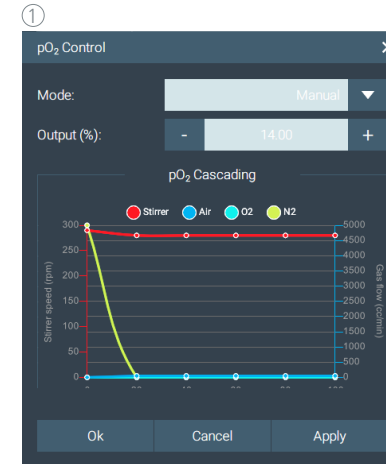 ①
pO₂ Control
Mode: Manual
Output (%): - 14.00 +
pO₂ Cascading
Stirrer Air O2 N2
300 5000
250 4500
200 4000
150 3500
100 3000
50 2500
0 2000
1500
1000
500
0
Stirrer speed (rpm)
Gas flow (cc/min)
Ok Cancel Apply